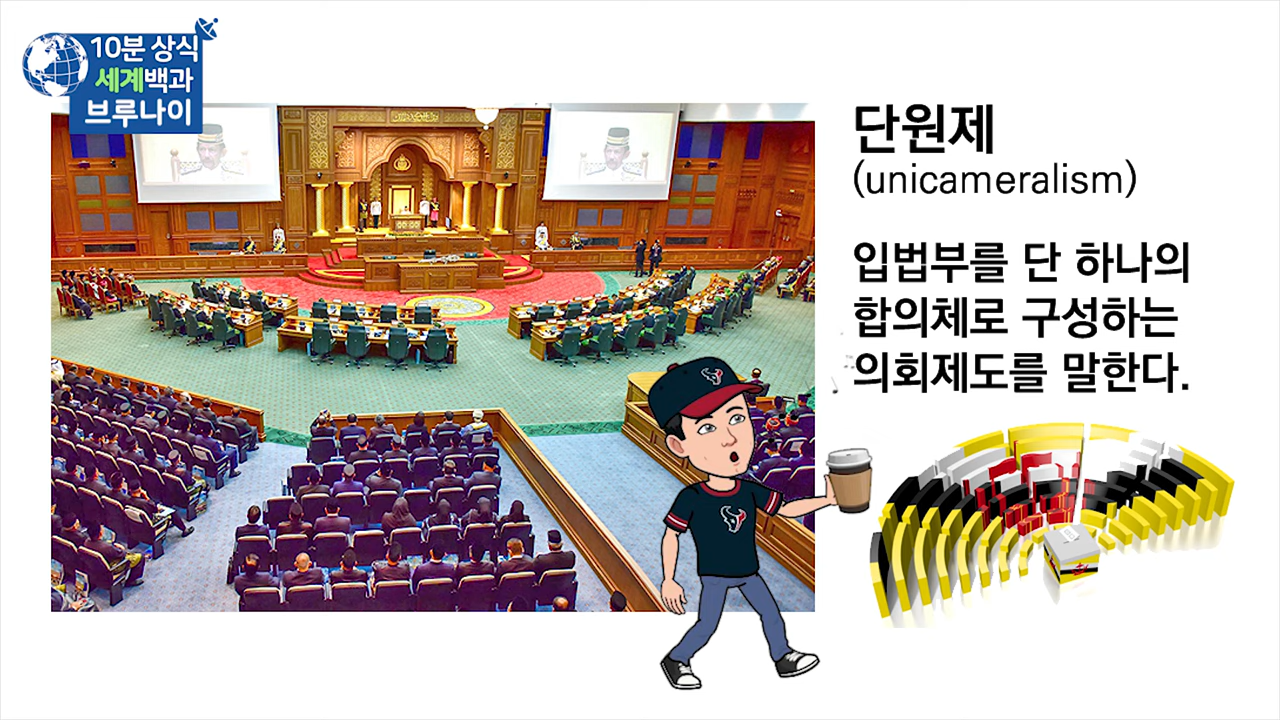 10분 상식
세계백과
브루나이
단원제
(unicameralism)
입법부를 단 하나의
합의체로 구성하는
의회제도를 말한다.